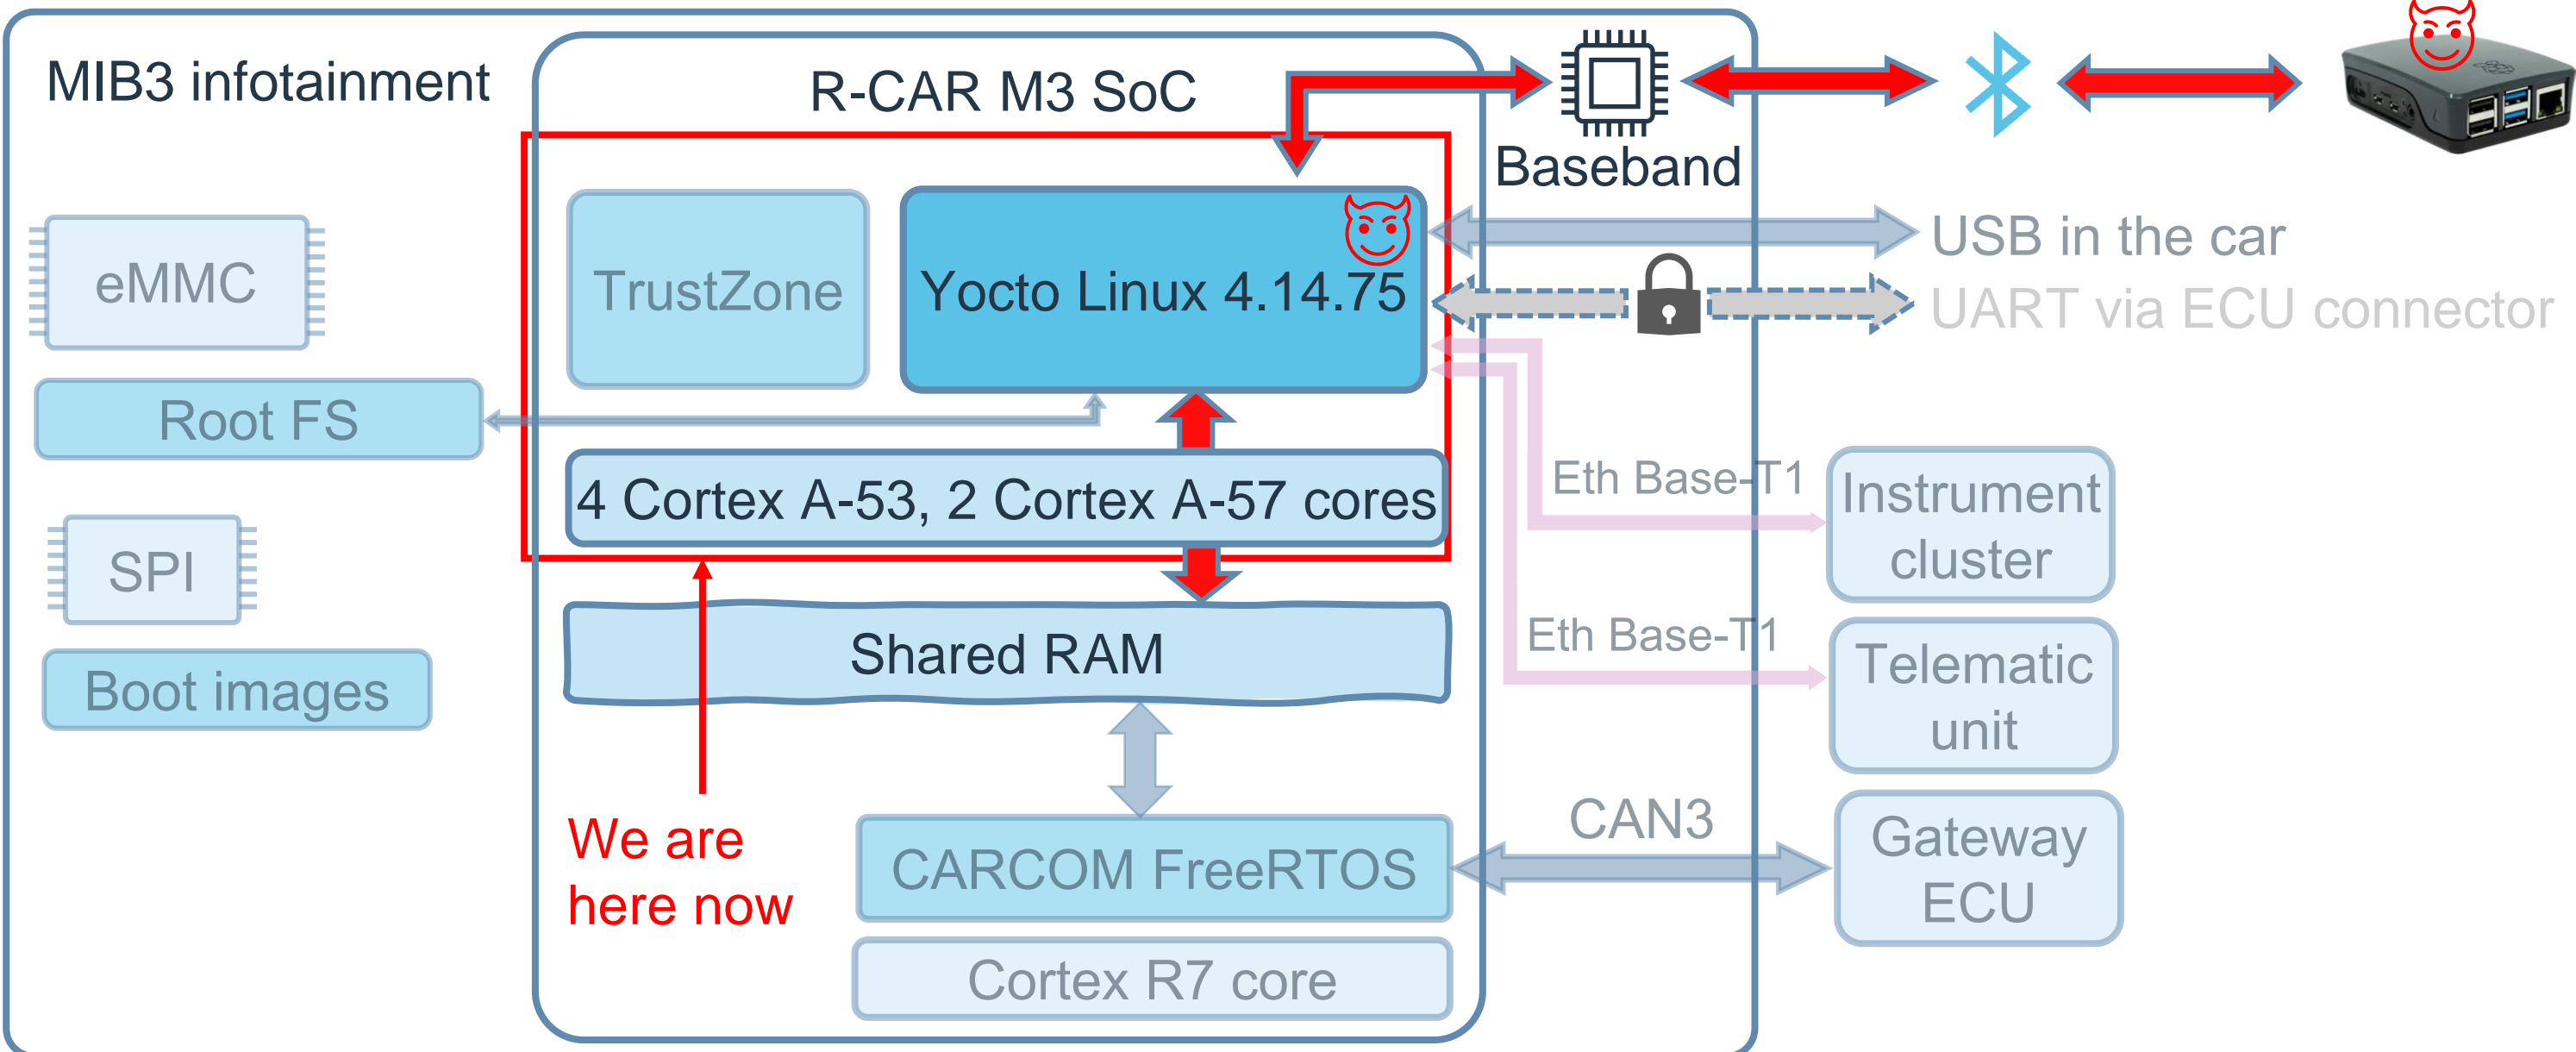 MIB3 infotainment
R-CAR M3 SoC
Baseband
eMMC
TrustZone
Yocto Linux 4.14.75
USB in the car
UART via ECU connector
Root FS
4 Cortex A-53, 2 Cortex A-57 cores
Eth Base-T1
Instrument
cluster
SPI
Shared RAM
Eth Base-T1
Telematic
unit
Boot images
We are
here now
CARCOM FreeRTOS
CAN3
Gateway
ECU
Cortex R7 core